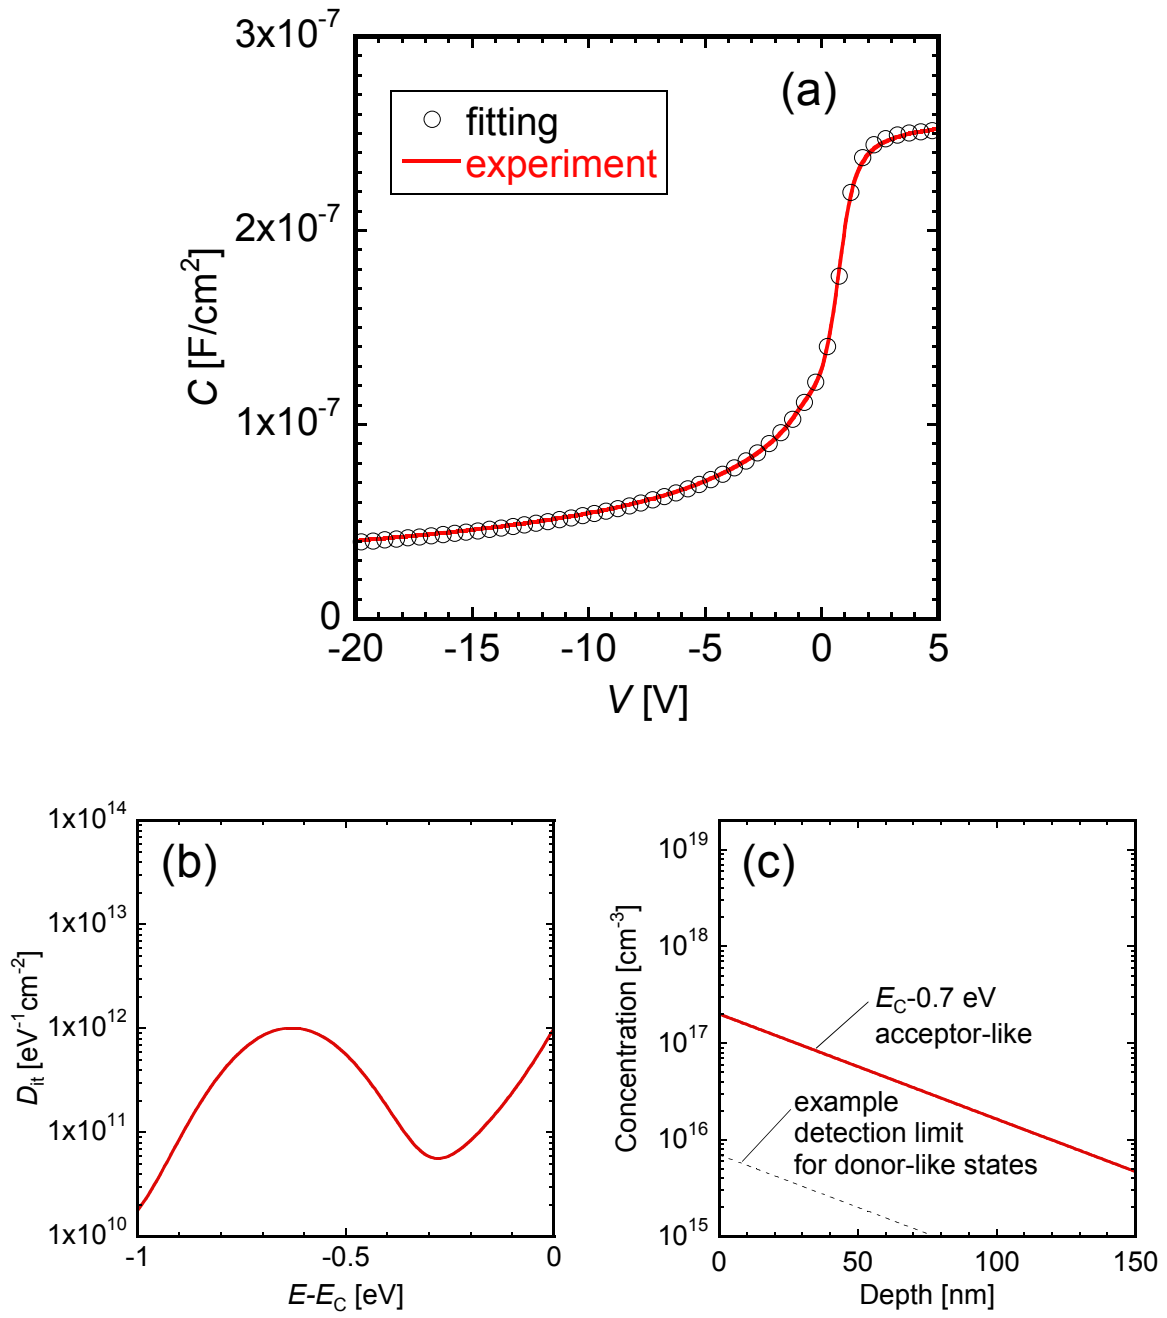 3x10⁻⁷
(a)
fitting
experiment
2x10⁻⁷
C [F/cm²]
1x10⁻⁷
0
-20 -15 -10 -5 0 5
V [V]
1x10¹⁴
(b)
1x10¹³
Dᵢₜ [eV⁻¹cm⁻²]
1x10¹²
1x10¹¹
1x10¹⁰
-1 -0.5 0
E-E_C [eV]
(c)
10¹⁹
Concentration [cm⁻³]
10¹⁸
E_C-0.7 eV
acceptor-like
10¹⁷
example
detection limit
for donor-like states
10¹⁶
10¹⁵
0 50 100 150
Depth [nm]